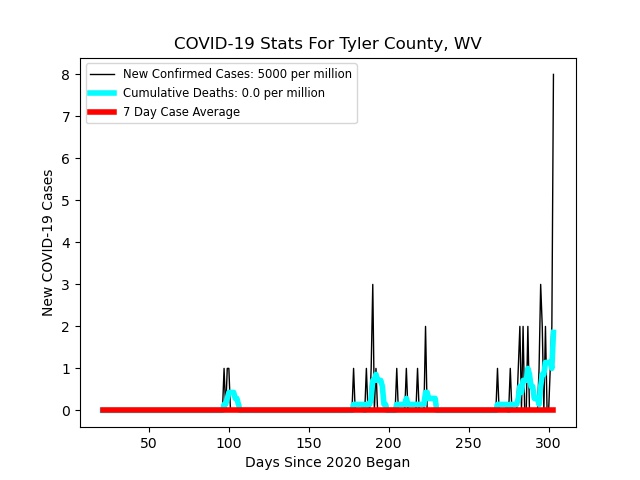 COVID-19 Stats For Tyler County, WV
New Confirmed Cases: 5000 per million
Cumulative Deaths: 0.0 per million
7 Day Case Average
New COVID-19 Cases
8
7
6
5
4
3
2
1
0
50 100 150 200 250 300
Days Since 2020 Began